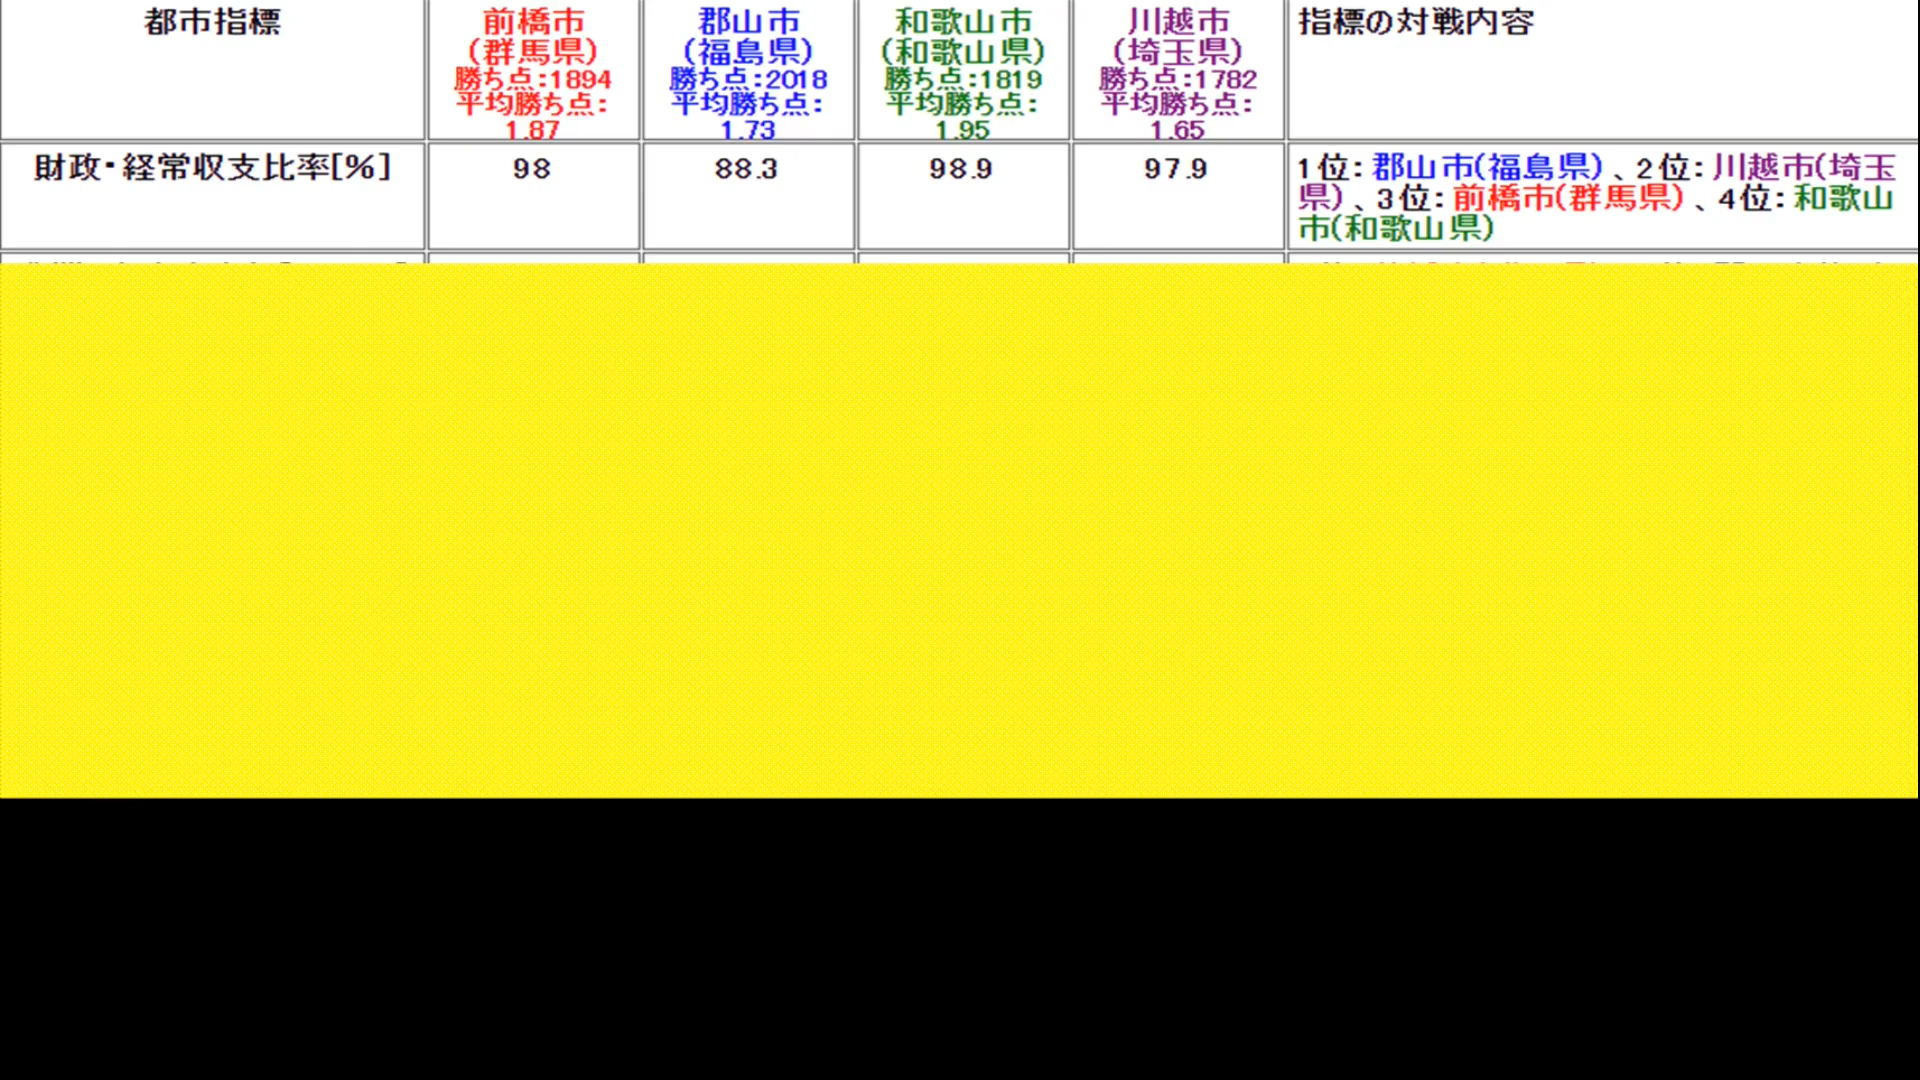 都市指標
前橋市
(群馬県)
勝ち点:1894
平均勝ち点:
1.87
郡山市
(福島県)
勝ち点:2018
平均勝ち点:
1.73
和歌山市
(和歌山県)
勝ち点:1819
平均勝ち点:
1.95
川越市
(埼玉県)
勝ち点:1782
平均勝ち点:
1.65
指標の対戦内容
財政・経常収支比率[%]
98
88.3
98.9
97.9
1位:郡山市(福島県)、2位:川越市(埼玉
県)、3位:前橋市(群馬県)、4位:和歌山
市(和歌山県)